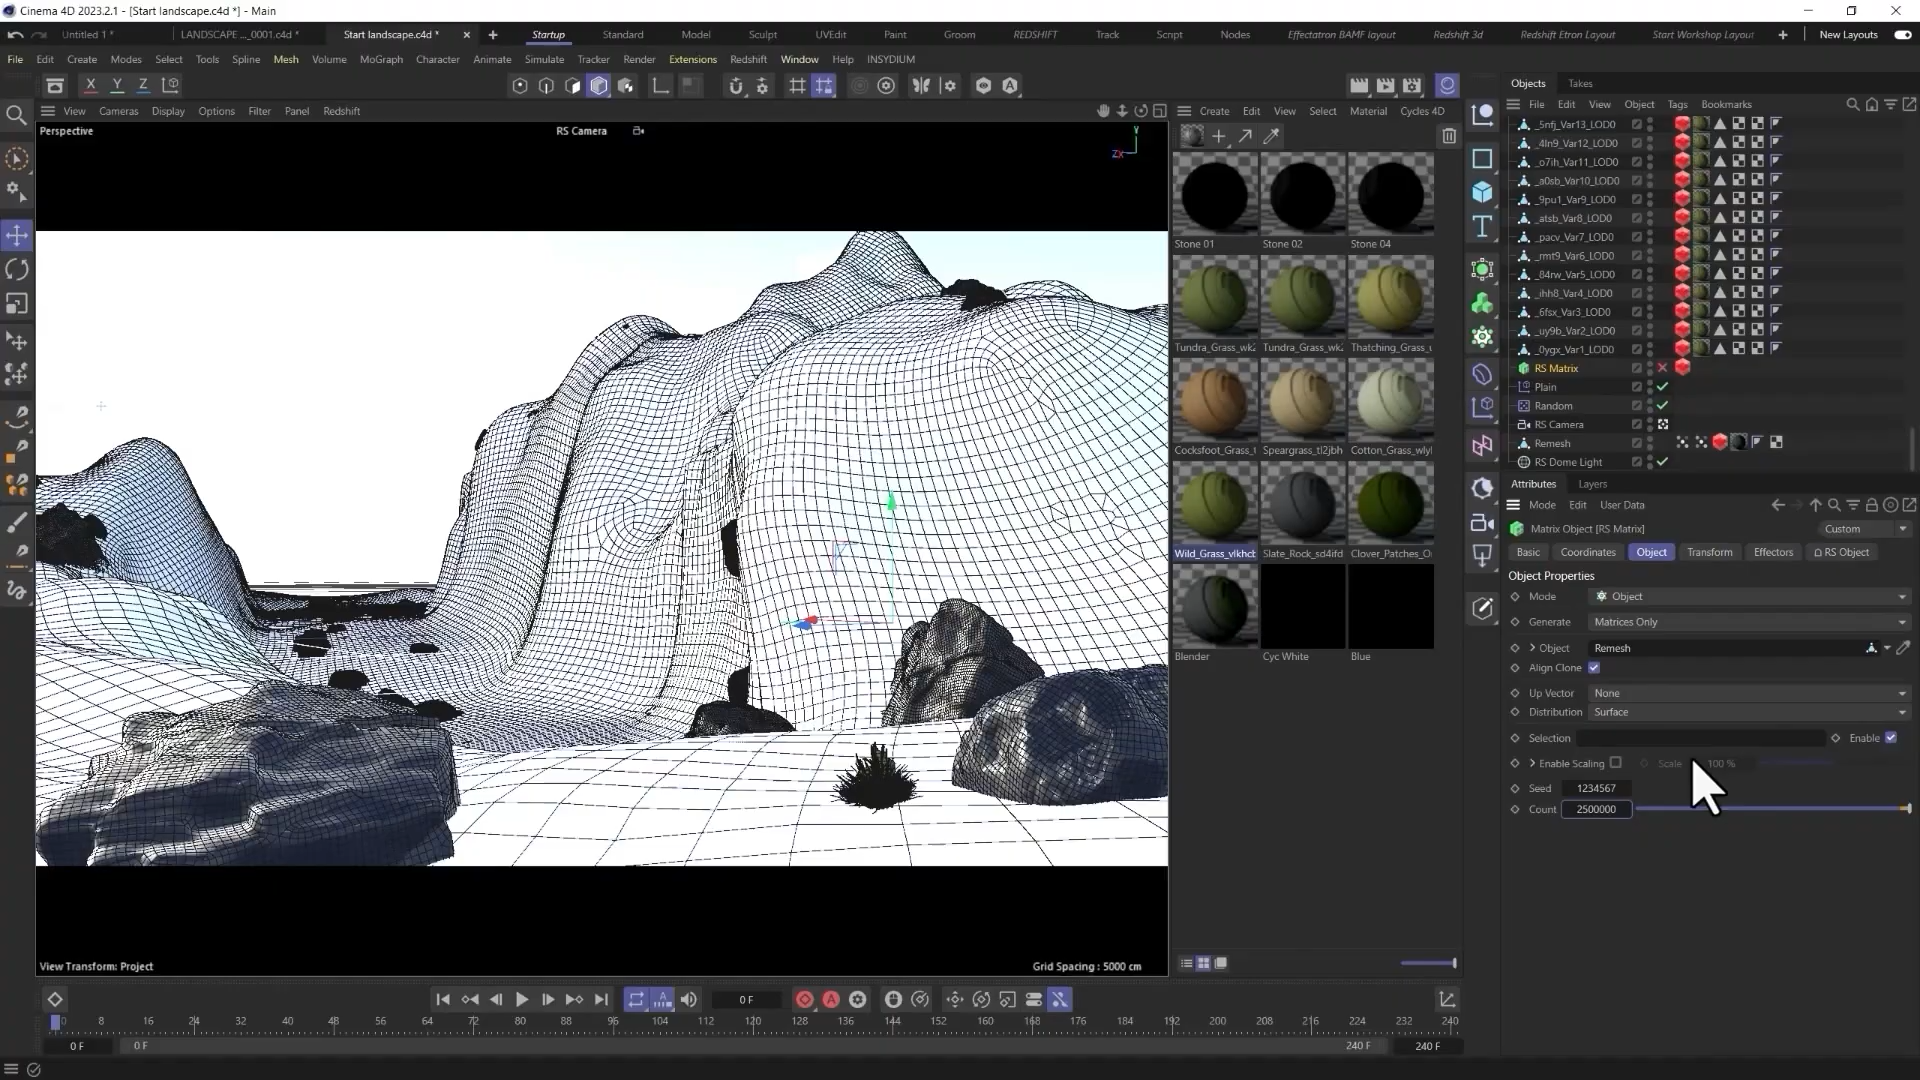 Cinema 4D 2023.2.1 - [Start landscape.c4d *] - Main
Untitled 1 * LANDSCAPE ..._0001.c4d * Start landscape.c4d * Startup Standard Model Sculpt UVEdit Paint Groom REDSHIFT Track Script Nodes Effectatron BAMF layout Redshift 3d Redshift Etron Layout Start Workshop Layout New Layouts
File Edit Create Modes Select Tools Spline Mesh Volume MoGraph Character Animate Simulate Tracker Render Extensions Redshift Window Help INSYDIUM
X Y Z
View Cameras Display Options Filter Panel Redshift
Perspective
RS Camera
Y
ZX
View Transform: Project
Grid Spacing : 5000 cm
Create Edit View Select Material Cycles 4D
Stone 01 Stone 02 Stone 04
Tundra_Grass_wk2 Tundra_Grass_wk2 Thatching_Grass_
Cocksfoot_Grass_t Speargrass_tl2jbh Cotton_Grass_wlyl
Wild_Grass_vlkhcb Slate_Rock_sd4ifd Clover_Patches_O
Blender Cyc White Blue
Objects Takes
File Edit View Object Tags Bookmarks
_5nfj_Var13_LOD0
_4ln9_Var12_LOD0
_o7ih_Var11_LOD0
_a0sb_Var10_LOD0
_9pu1_Var9_LOD0
_atsb_Var8_LOD0
_pacv_Var7_LOD0
_rmt9_Var6_LOD0
_84rw_Var5_LOD0
_ihh8_Var4_LOD0
_6fsx_Var3_LOD0
_uy9b_Var2_LOD0
_0ygx_Var1_LOD0
RS Matrix
Plain
Random
RS Camera
Remesh
RS Dome Light
Attributes Layers
Mode Edit User Data
Matrix Object [RS Matrix] Custom
Basic Coordinates Object Transform Effectors RS Object
Object Properties
Mode Object
Generate Matrices Only
Object Remesh
Align Clone
Up Vector None
Distribution Surface
Selection Enable
Enable Scaling Scale 100 %
Seed 1234567
Count 2500000
0 F
0 8 16 24 32 40 48 56 64 72 80 88 96 104 112 120 128 136 144 152 160 168 176 184 192 200 208 216 224 232 240
0 F 0 F 240 F 240 F